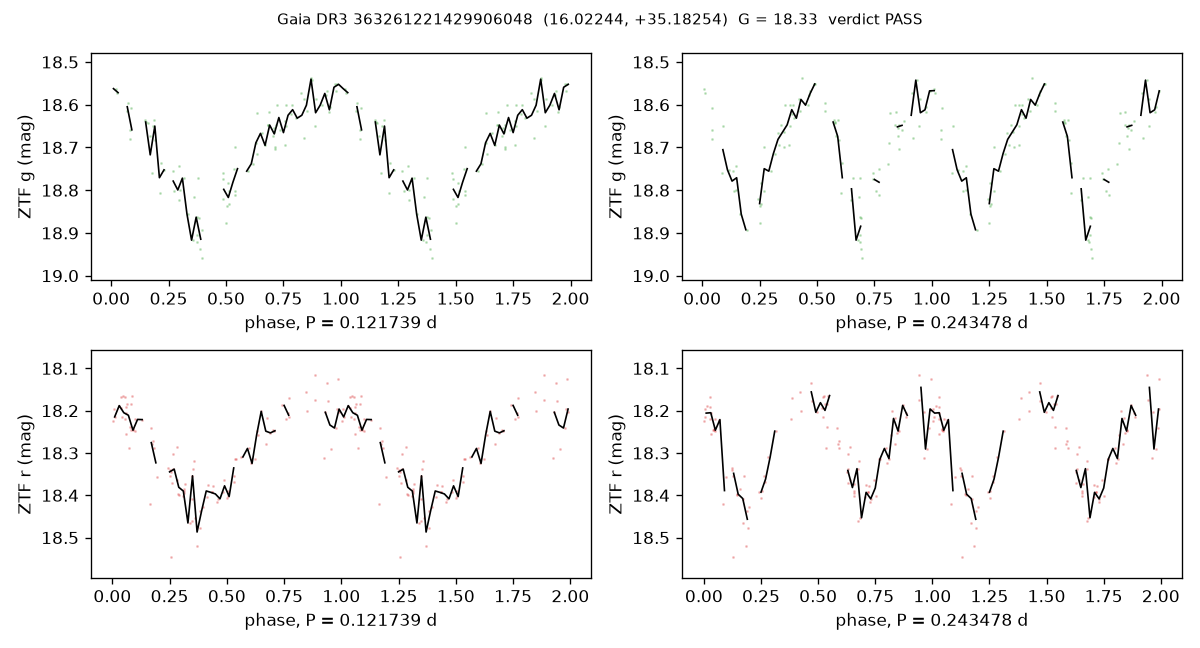 Gaia DR3 363261221429906048 (16.02244, +35.18254) G = 18.33 verdict PASS
ZTF g (mag)
18.5
18.6
18.7
18.8
18.9
19.0
0.00 0.25 0.50 0.75 1.00 1.25 1.50 1.75 2.00
phase, P = 0.121739 d
ZTF g (mag)
18.5
18.6
18.7
18.8
18.9
19.0
0.00 0.25 0.50 0.75 1.00 1.25 1.50 1.75 2.00
phase, P = 0.243478 d
ZTF r (mag)
18.1
18.2
18.3
18.4
18.5
0.00 0.25 0.50 0.75 1.00 1.25 1.50 1.75 2.00
phase, P = 0.121739 d
ZTF r (mag)
18.1
18.2
18.3
18.4
18.5
0.00 0.25 0.50 0.75 1.00 1.25 1.50 1.75 2.00
phase, P = 0.243478 d